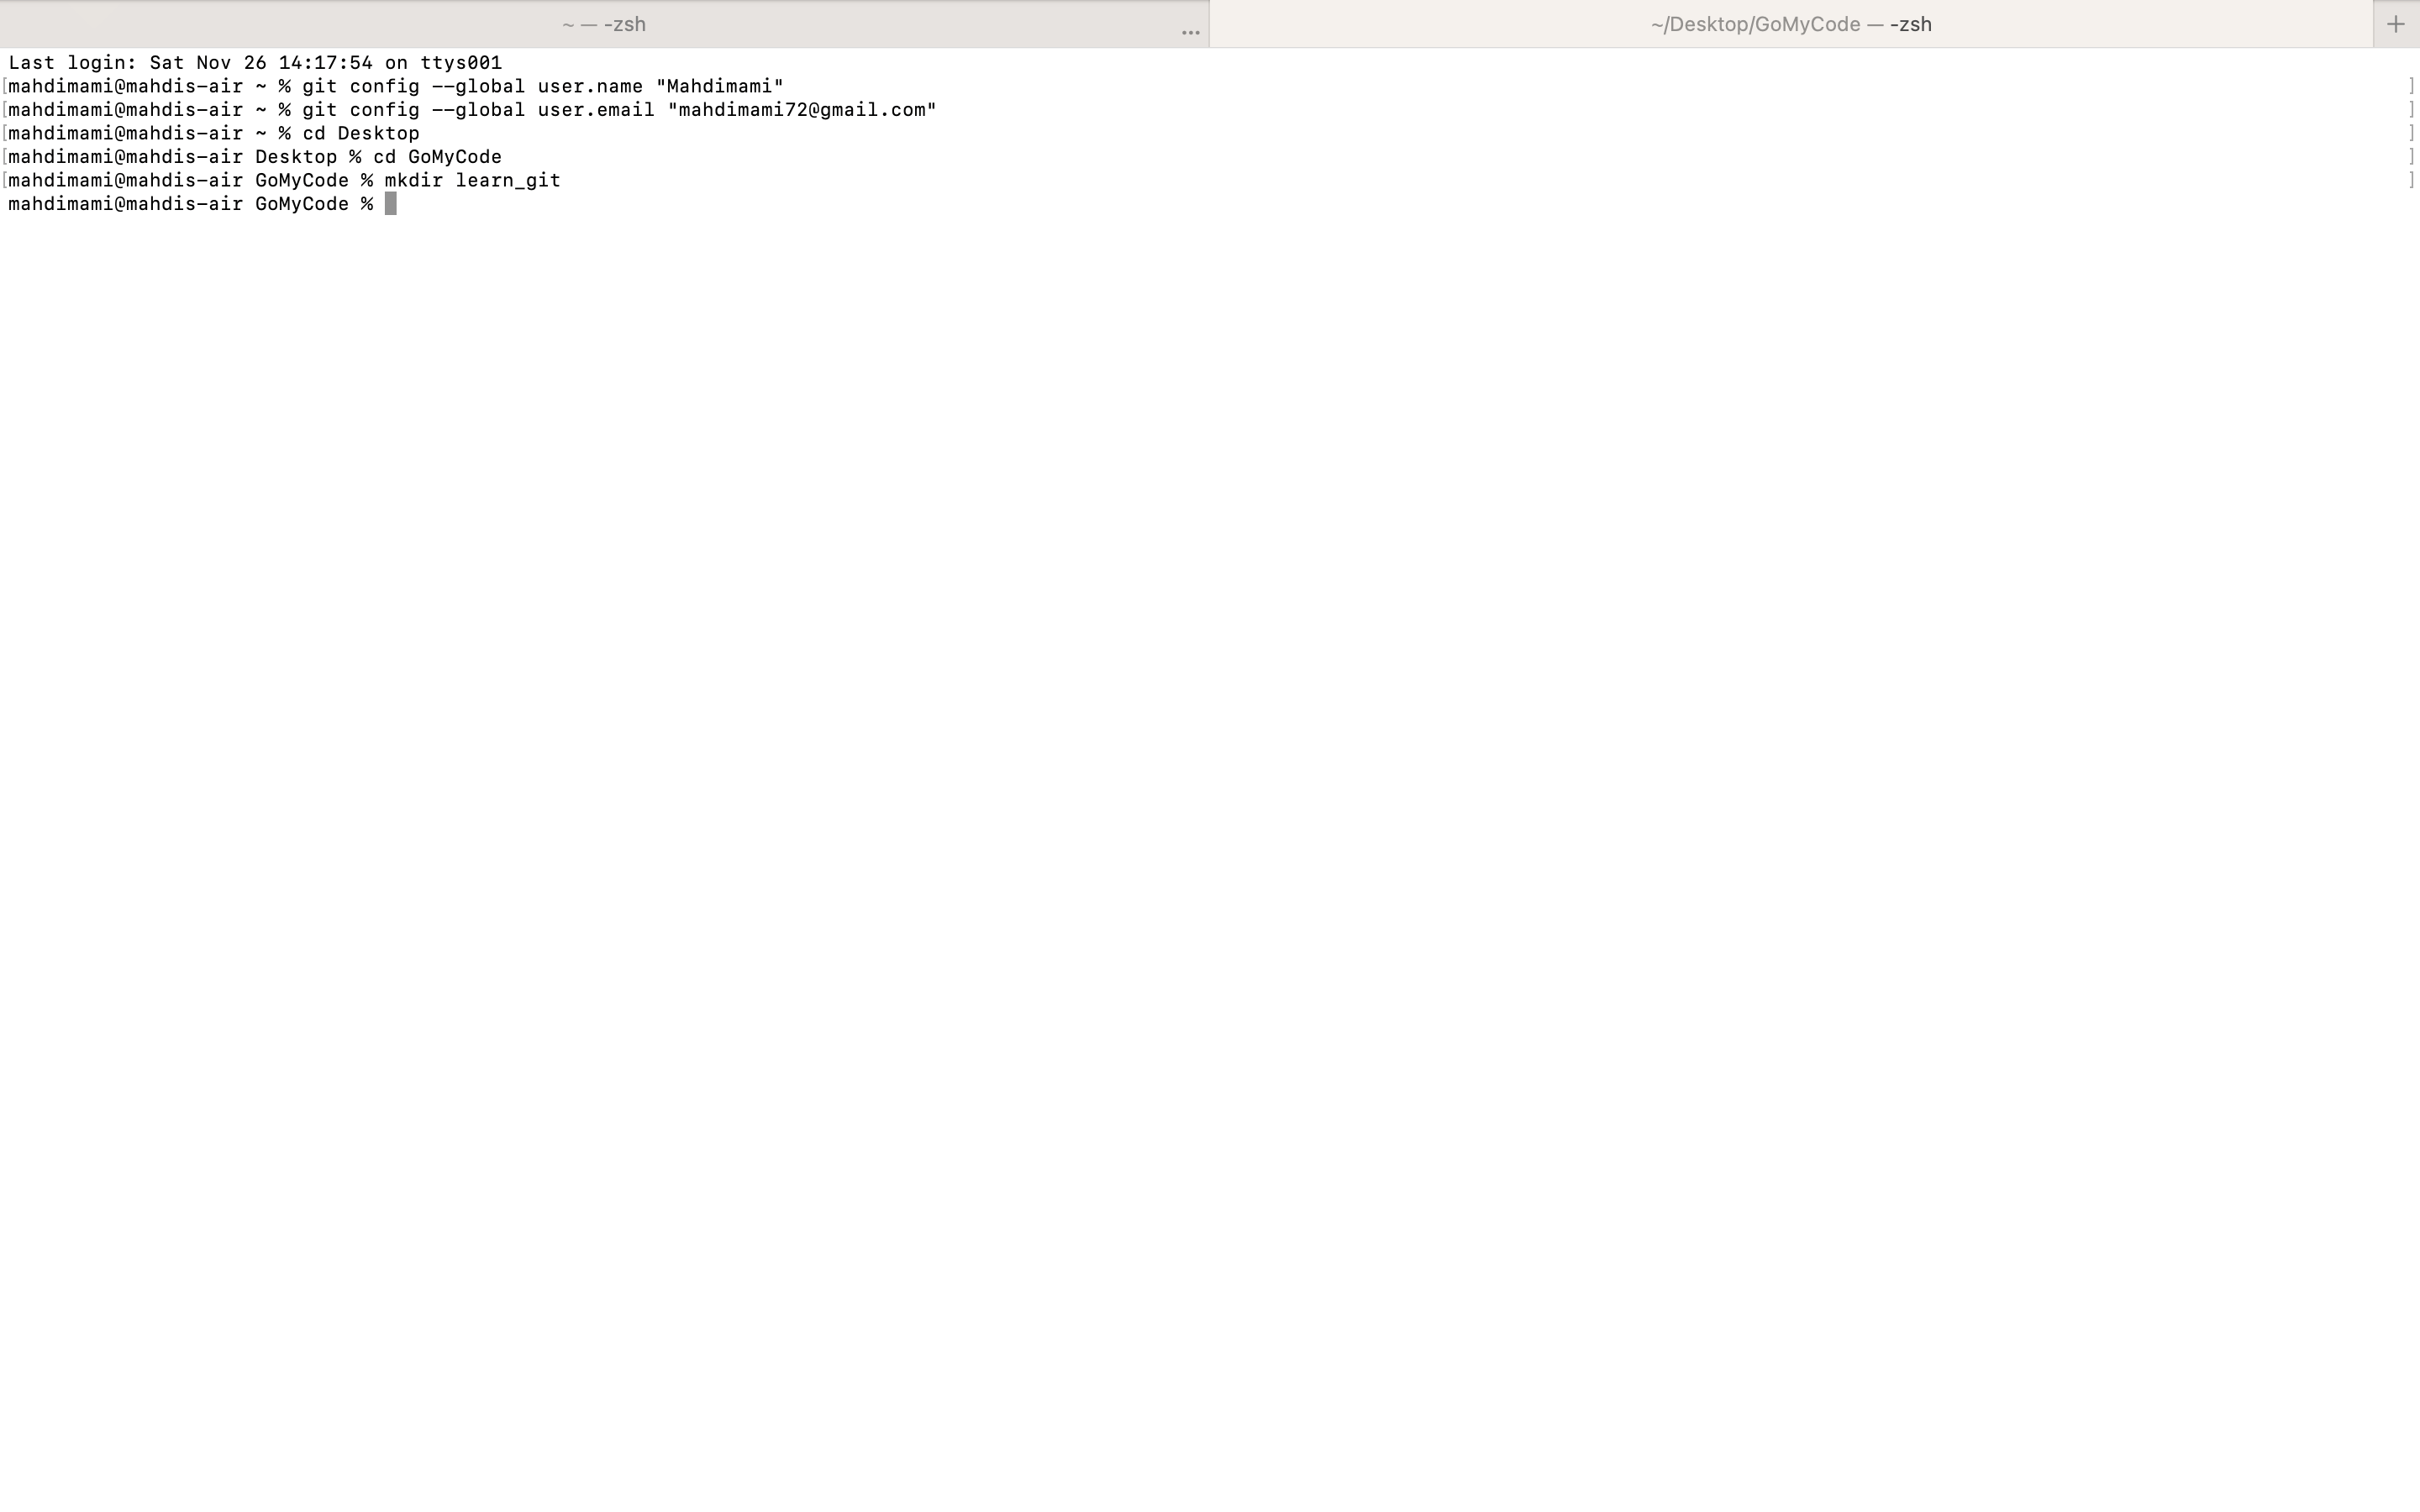 ~ — -zsh
...
~/Desktop/GoMyCode — -zsh
+
Last login: Sat Nov 26 14:17:54 on ttys001
[mahdimami@mahdis-air ~ % git config --global user.name "Mahdimami" ]
[mahdimami@mahdis-air ~ % git config --global user.email "mahdimami72@gmail.com" ]
[mahdimami@mahdis-air ~ % cd Desktop ]
[mahdimami@mahdis-air Desktop % cd GoMyCode ]
[mahdimami@mahdis-air GoMyCode % mkdir learn_git ]
mahdimami@mahdis-air GoMyCode %